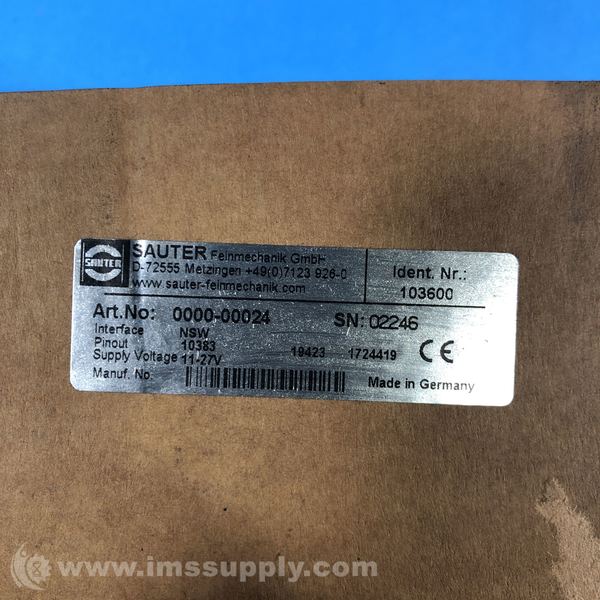 SAUTER
SAUTER Feinmechanik GmbH
D-72555 Metzingen +49(0)7123 926-0
www.sauter-feinmechanik.com
Ident. Nr.:
103600
Art.No: 0000-00024 SN: 02246
Interface NSW
Pinout 10383
Supply Voltage 11-27V 19423 1724419 CE
Manuf. No. Made in Germany
www.imssupply.com